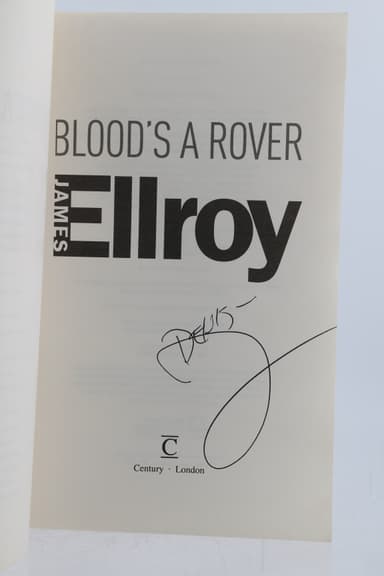 BLOOD'S A ROVER
JAMES
Ellroy
C
Century · London